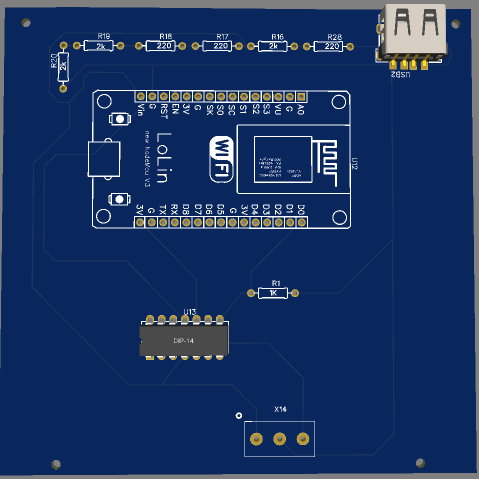 R19
R18
R17
R16
R28
2k
220
220
2k
220
R20
2k
USB2
Vin
G
RST
EN
3V
G
SK
S0
SC
S1
S2
S3
VU
G
A0
LoLin
new NodeMcu V3
WIFI
U12
3V
G
TX
RX
D8
D7
D6
D5
G
3V
D4
D3
D2
D1
D0
R1
1K
U13
DIP-14
X14